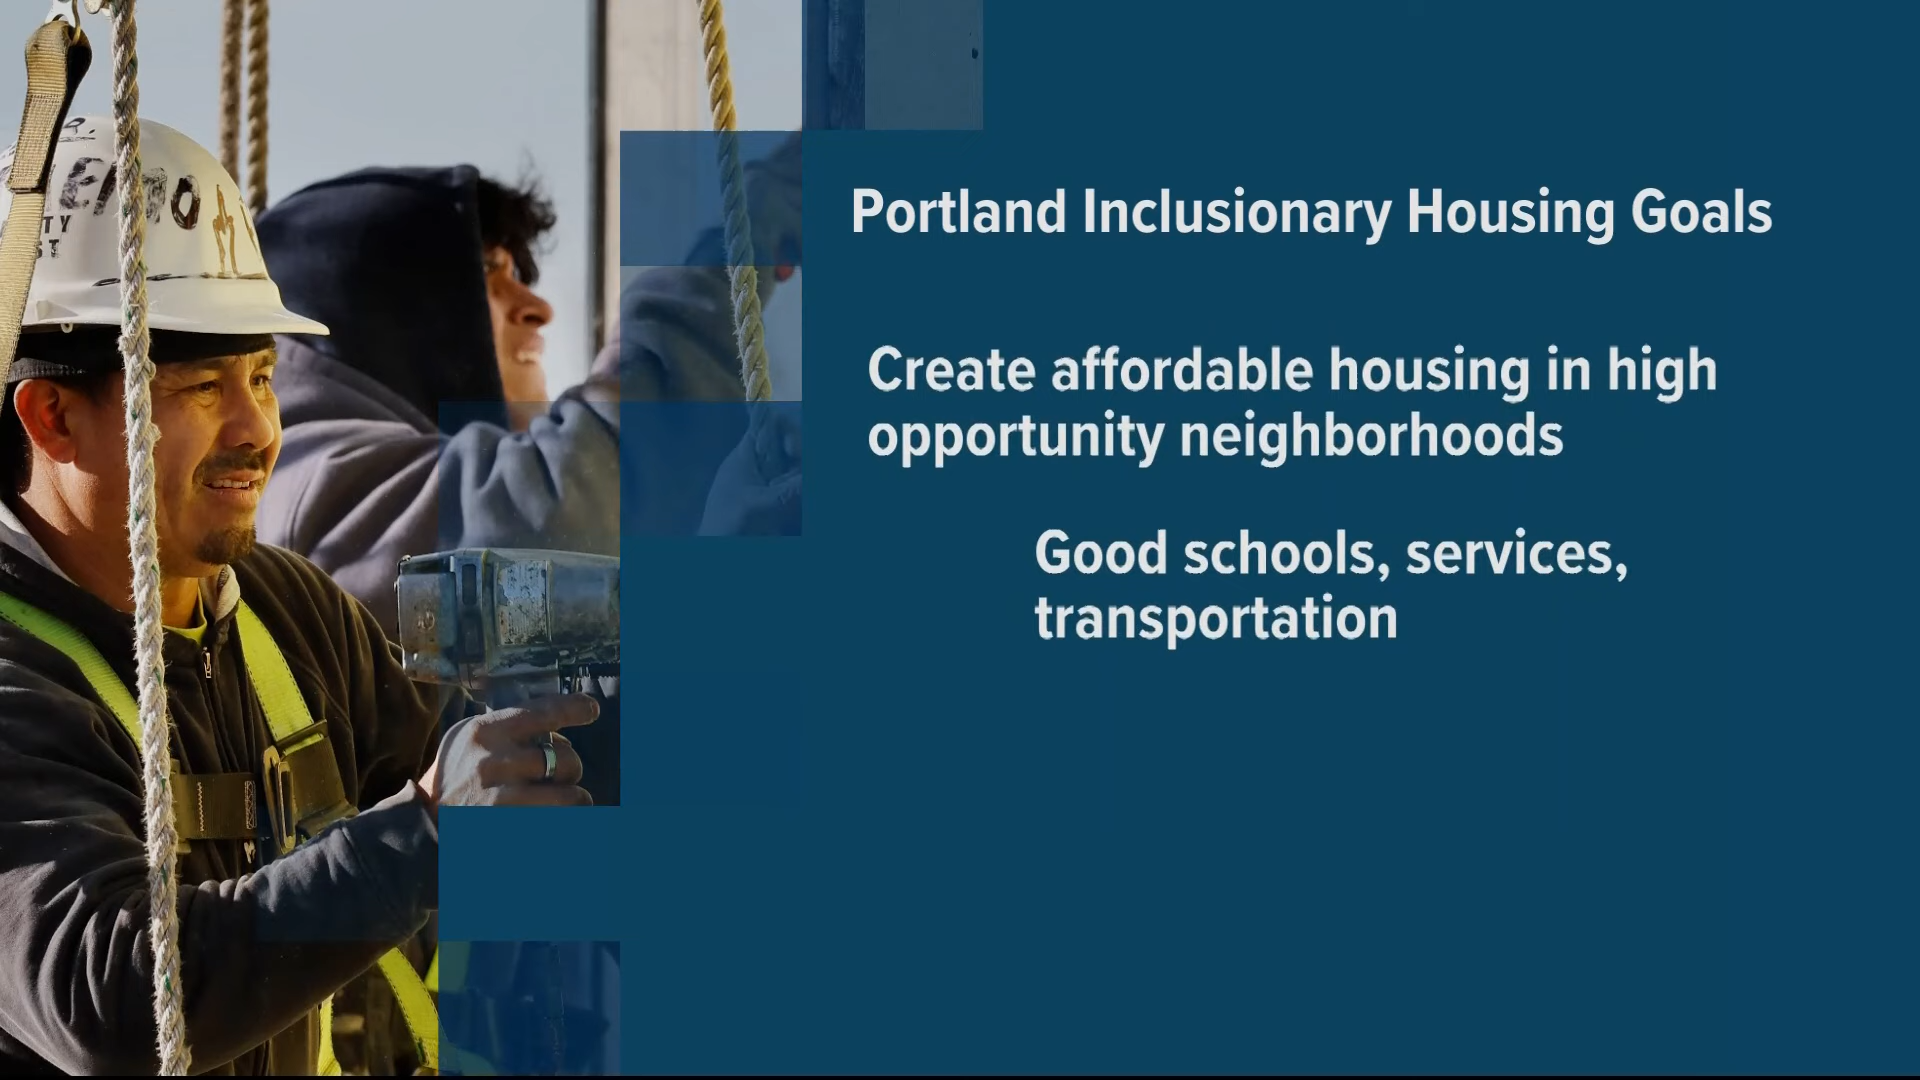 Portland Inclusionary Housing Goals
Create affordable housing in high
opportunity neighborhoods
Good schools, services,
transportation